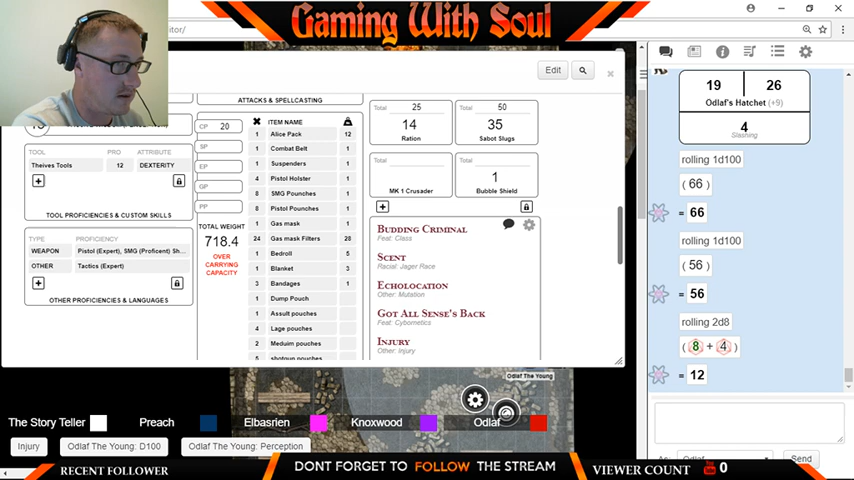 Gaming With Soul
itor/
Edit
ATTACKS & SPELLCASTING
TOOL PRO ATTRIBUTE
Theives Tools 12 DEXTERITY
TOOL PROFICIENCIES & CUSTOM SKILLS
TYPE PROFICIENCY
WEAPON Pistol (Expert), SMG (Proficent) Sh...
OTHER Tactics (Expert)
OTHER PROFICIENCIES & LANGUAGES
CP 20
SP
EP
GP
PP
TOTAL WEIGHT
718.4
OVER
CARRYING
CAPACITY
ITEM NAME
1 Alice Pack 12
1 Combat Belt 1
1 Suspenders 1
4 Pistol Holster 1
8 SMG Pounches 1
8 Pistol Pounches 1
1 Gas mask 1
24 Gas mask Filters 28
1 Bedroll 5
1 Blanket 3
3 Bandages 1
1 Dump Pouch
1 Assult pouches
4 Lage pouches
2 Meduim pouches
5 shotgun pouches
Total 25
14
Ration
Total 50
35
Sabot Slugs
Total
MK 1 Crusader
Total
1
Bubble Shield
BUDDING CRIMINAL
Feat: Class
SCENT
Racial: Jager Race
ECHOLOCATION
Other: Mutation
GOT ALL SENSE'S BACK
Feat: Cybometics
INJURY
Other: Injury
19 26
Odlaf's Hatchet (+9)
4
Slashing
rolling 1d100
( 66 )
= 66
rolling 1d100
( 56 )
= 56
rolling 2d8
( 8 + 4 )
= 12
As: Odlaf
Send
Odlaf The Young
The Story Teller Preach Elbasrien Knoxwood Odlaf
Injury Odlaf The Young: D100 Odlaf The Young: Perception
RECENT FOLLOWER
DONT FORGET TO FOLLOW THE STREAM
VIEWER COUNT 0